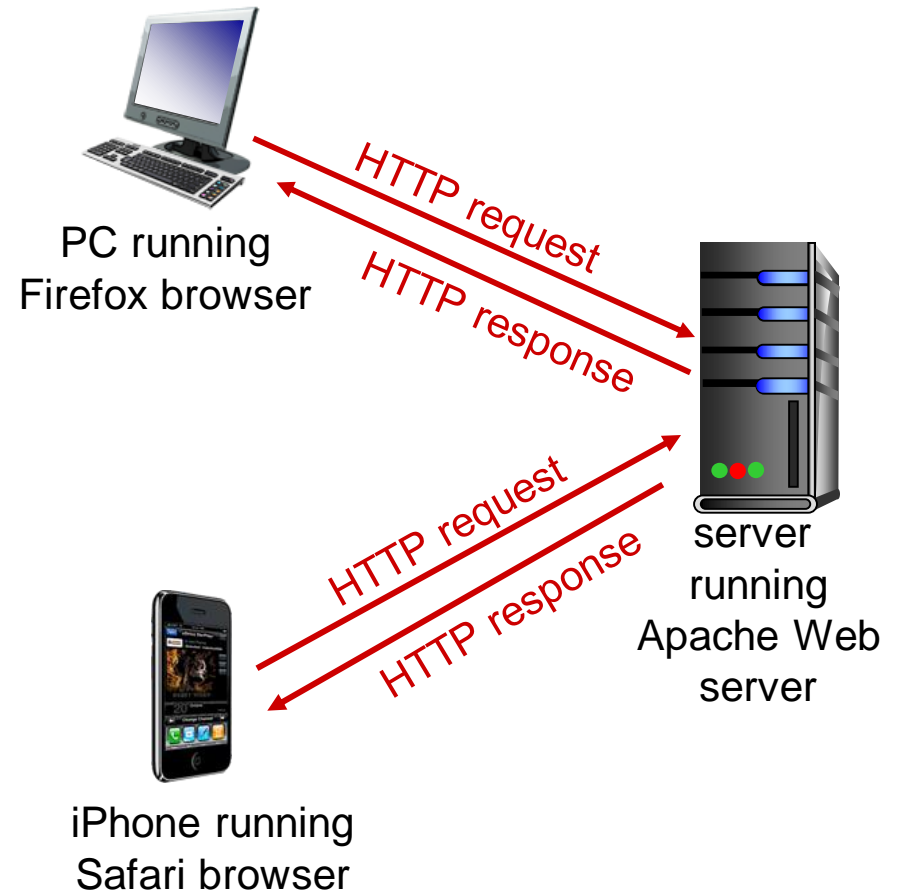 HTTP request
HTTP response
PC running
Firefox browser
server
running
Apache Web
server
HTTP request
HTTP response
iPhone running
Safari browser